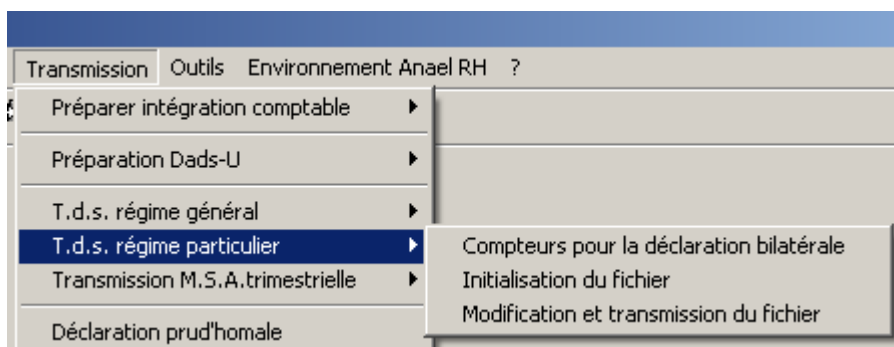 Transmission Outils Environnement Anael RH ?
Préparer intégration comptable
Préparation Dads-U
T.d.s. régime général
T.d.s. régime particulier
Transmission M.S.A.trimestrielle
Déclaration prud'homale
Compteurs pour la déclaration bilatérale
Initialisation du fichier
Modification et transmission du fichier